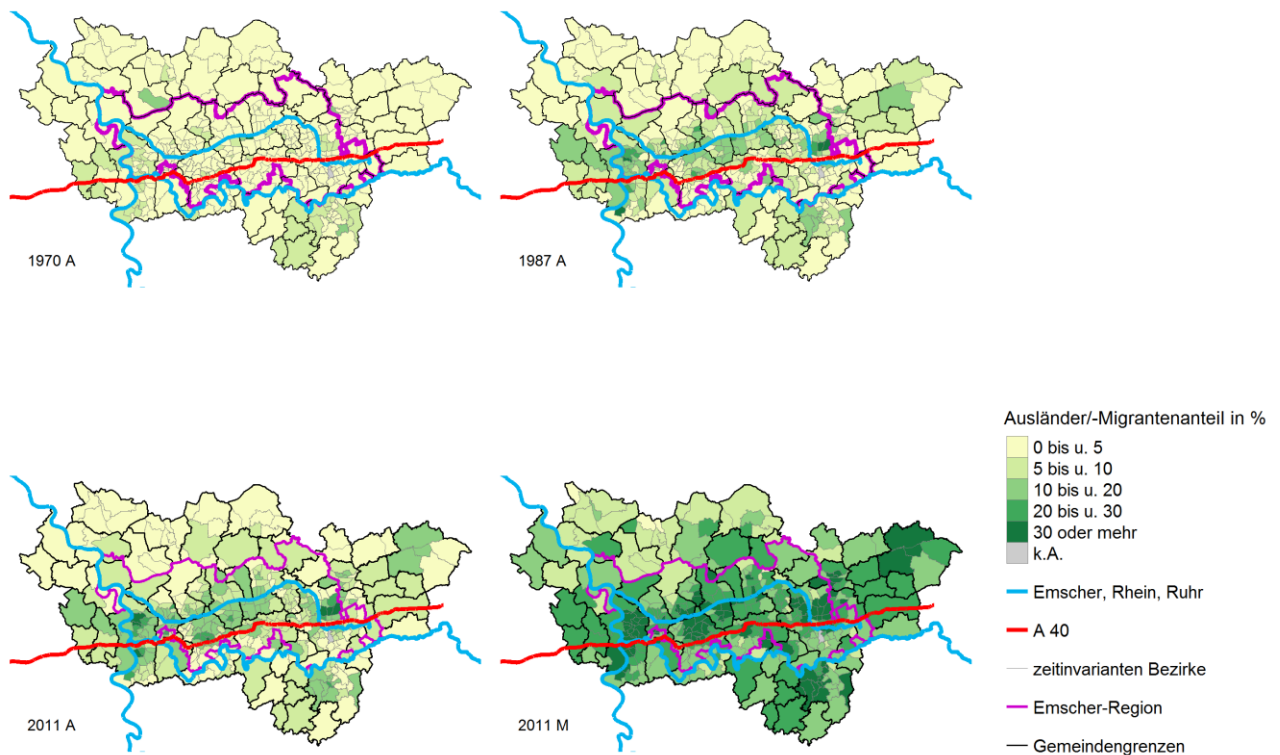 1970 A
1987 A
2011 A
2011 M
Ausländer/-Migrantenanteil in %
0 bis u. 5
5 bis u. 10
10 bis u. 20
20 bis u. 30
30 oder mehr
k.A.
Emscher, Rhein, Ruhr
A 40
zeitinvarianten Bezirke
Emscher-Region
Gemeindengrenzen